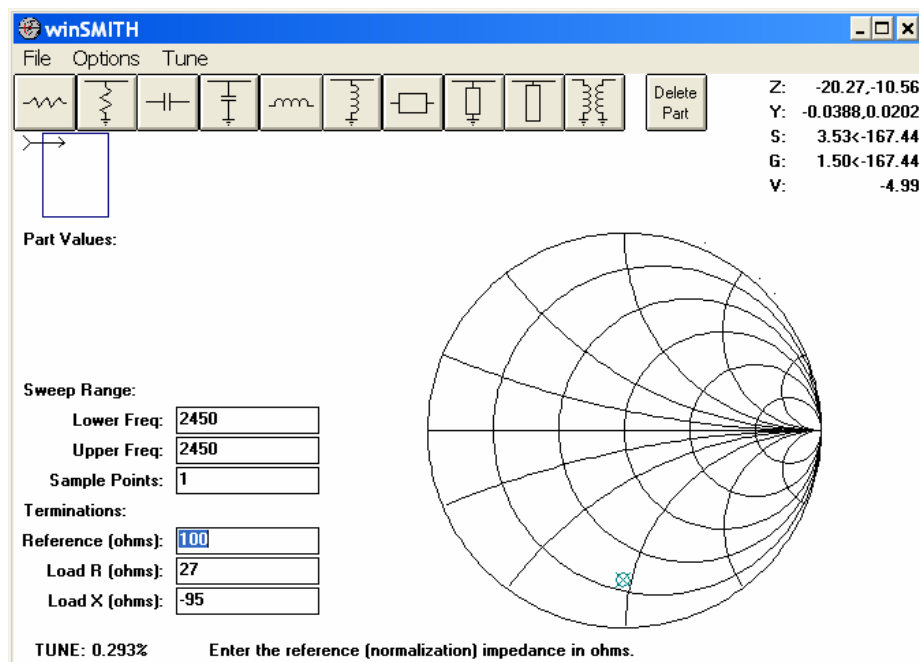 winSMITH
File Options Tune
Delete Part
Z: -20.27,-10.56
Y: -0.0388,0.0202
S: 3.53<-167.44
G: 1.50<-167.44
V: -4.99
Part Values:
Sweep Range:
Lower Freq: 2450
Upper Freq: 2450
Sample Points: 1
Terminations:
Reference (ohms): 100
Load R (ohms): 27
Load X (ohms): -95
TUNE: 0.293% Enter the reference (normalization) impedance in ohms.